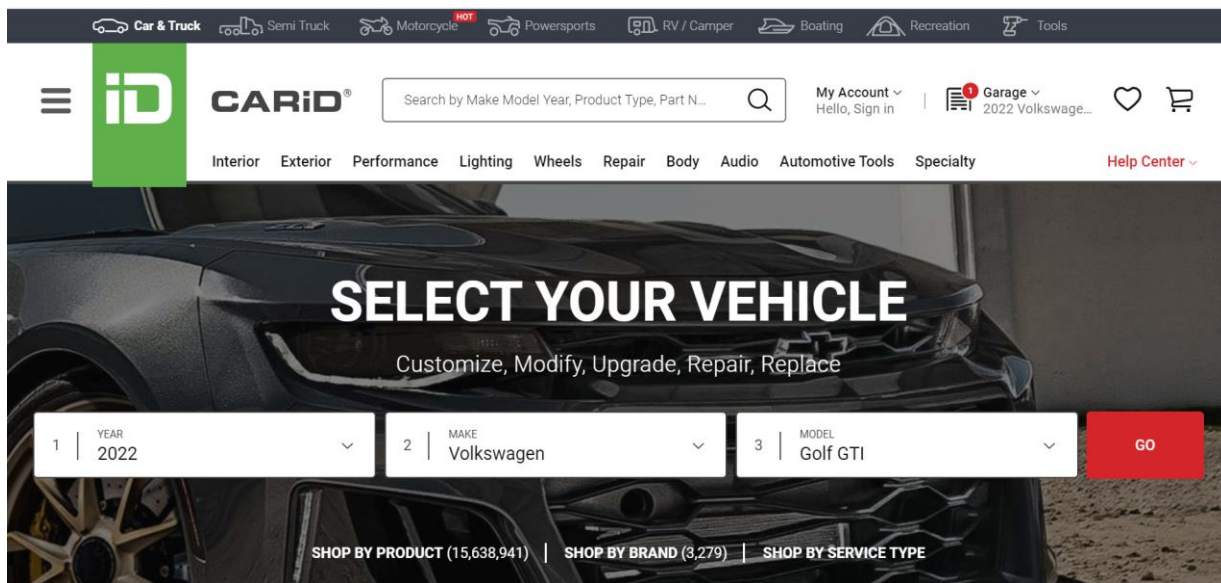 Car & Truck Semi Truck Motorcycle HOT Powersports RV / Camper Boating Recreation Tools
iD CARiD® Search by Make Model Year, Product Type, Part N... My Account Hello, Sign in 1 Garage 2022 Volkswage...
Interior Exterior Performance Lighting Wheels Repair Body Audio Automotive Tools Specialty Help Center
SELECT YOUR VEHICLE
Customize, Modify, Upgrade, Repair, Replace
1 YEAR 2022 2 MAKE Volkswagen 3 MODEL Golf GTI GO
SHOP BY PRODUCT (15,638,941) SHOP BY BRAND (3,279) SHOP BY SERVICE TYPE